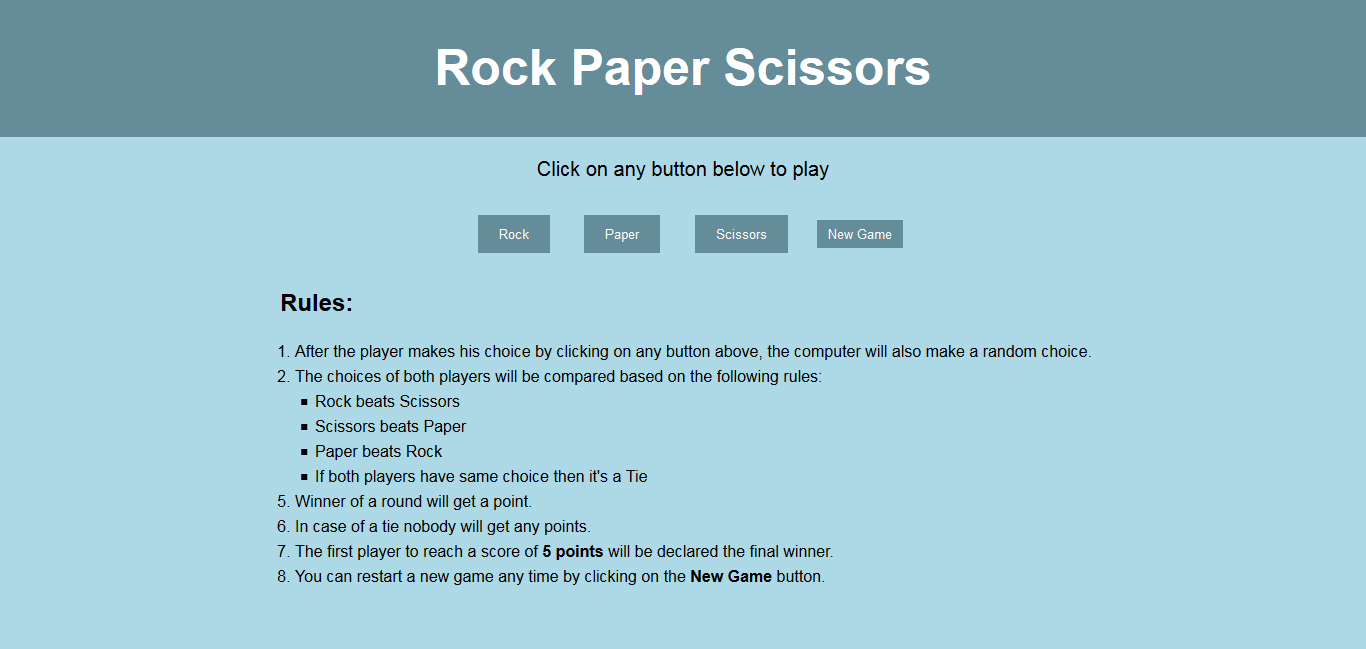 Rock Paper Scissors
Click on any button below to play
Rock Paper Scissors New Game
Rules:
1. After the player makes his choice by clicking on any button above, the computer will also make a random choice.
2. The choices of both players will be compared based on the following rules:
▪ Rock beats Scissors
▪ Scissors beats Paper
▪ Paper beats Rock
▪ If both players have same choice then it's a Tie
5. Winner of a round will get a point.
6. In case of a tie nobody will get any points.
7. The first player to reach a score of 5 points will be declared the final winner.
8. You can restart a new game any time by clicking on the New Game button.